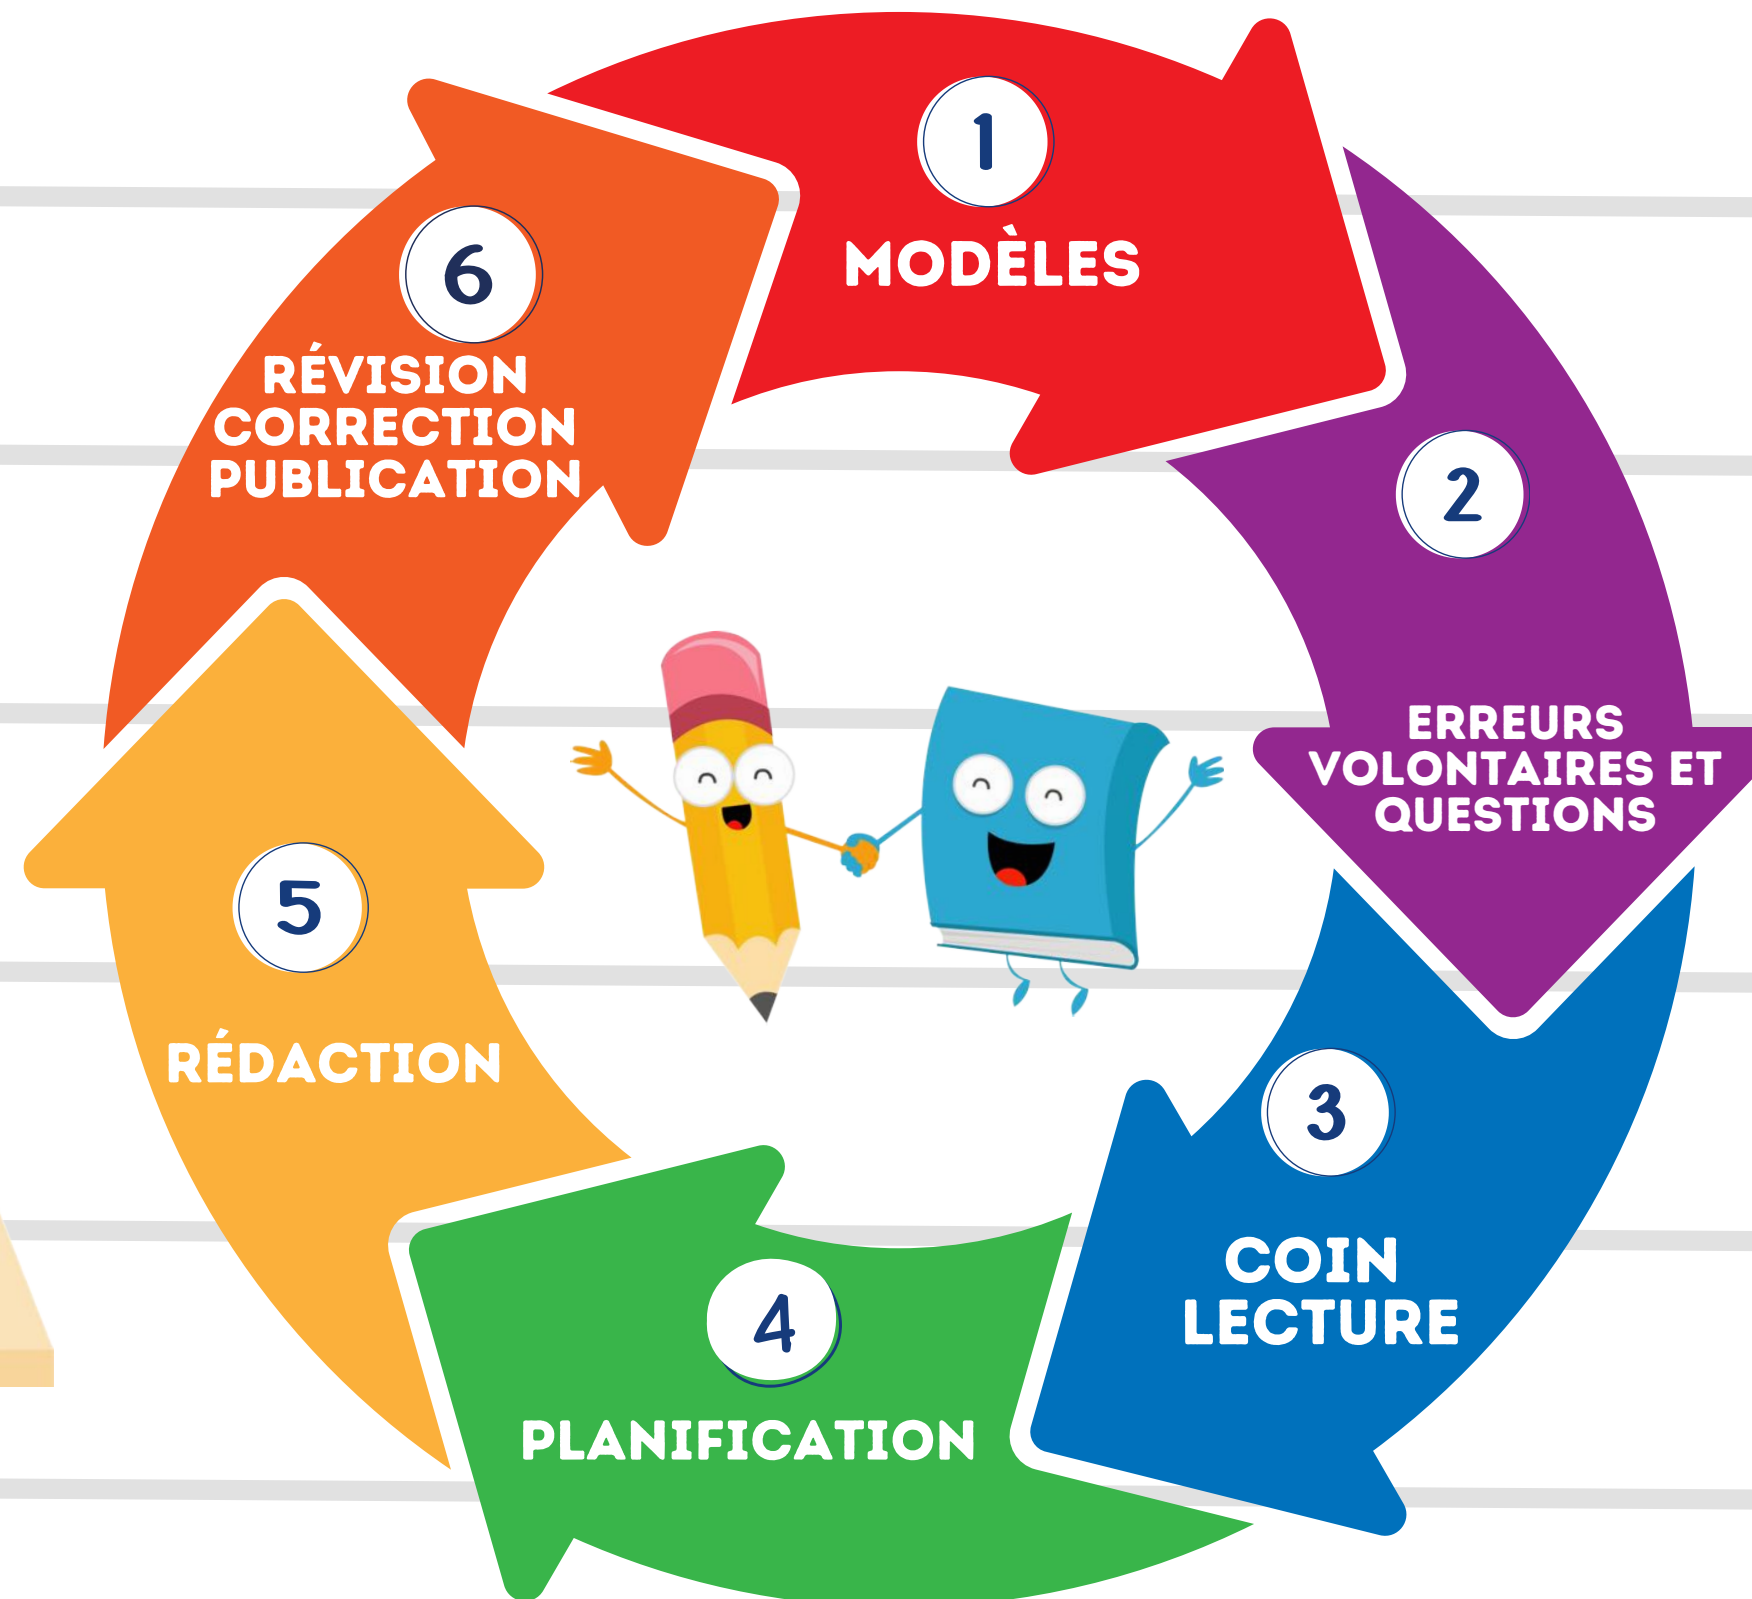 1
MODÈLES
2
ERREURS
VOLONTAIRES ET
QUESTIONS
3
COIN
LECTURE
4
PLANIFICATION
5
RÉDACTION
6
RÉVISION
CORRECTION
PUBLICATION